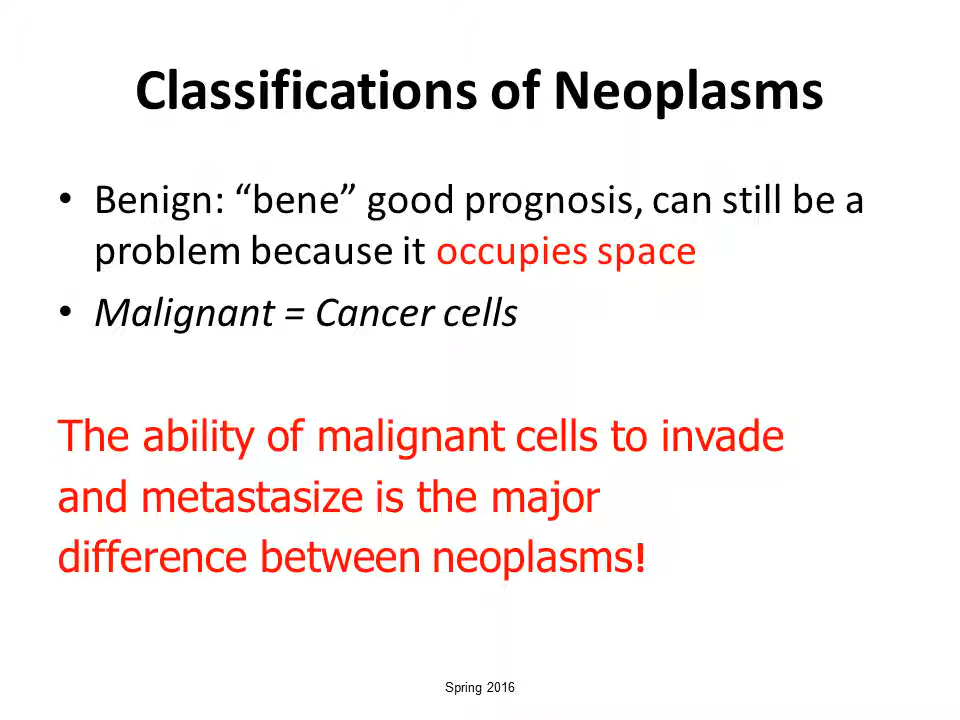 Classifications of Neoplasms
• Benign: “bene” good prognosis, can still be a
problem because it occupies space
• Malignant = Cancer cells
The ability of malignant cells to invade
and metastasize is the major
difference between neoplasms!
Spring 2016